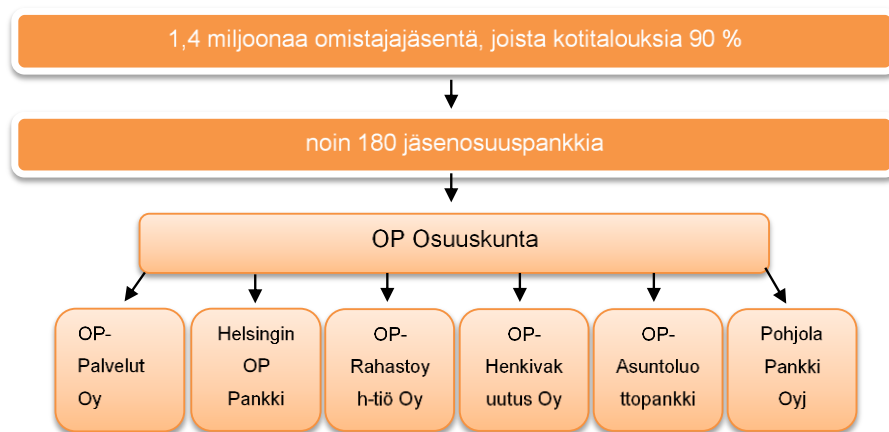 1,4 miljoonaa omistajajäsentä, joista kotitalouksia 90 %
noin 180 jäsenosuuspankkia
OP Osuuskunta
OP-
Palvelut
Oy
Helsingin
OP
Pankki
OP-
Rahastoy
h-tiö Oy
OP-
Henkivak
uutus Oy
OP-
Asuntoluo
ttopankki
Pohjola
Pankki
Oyj